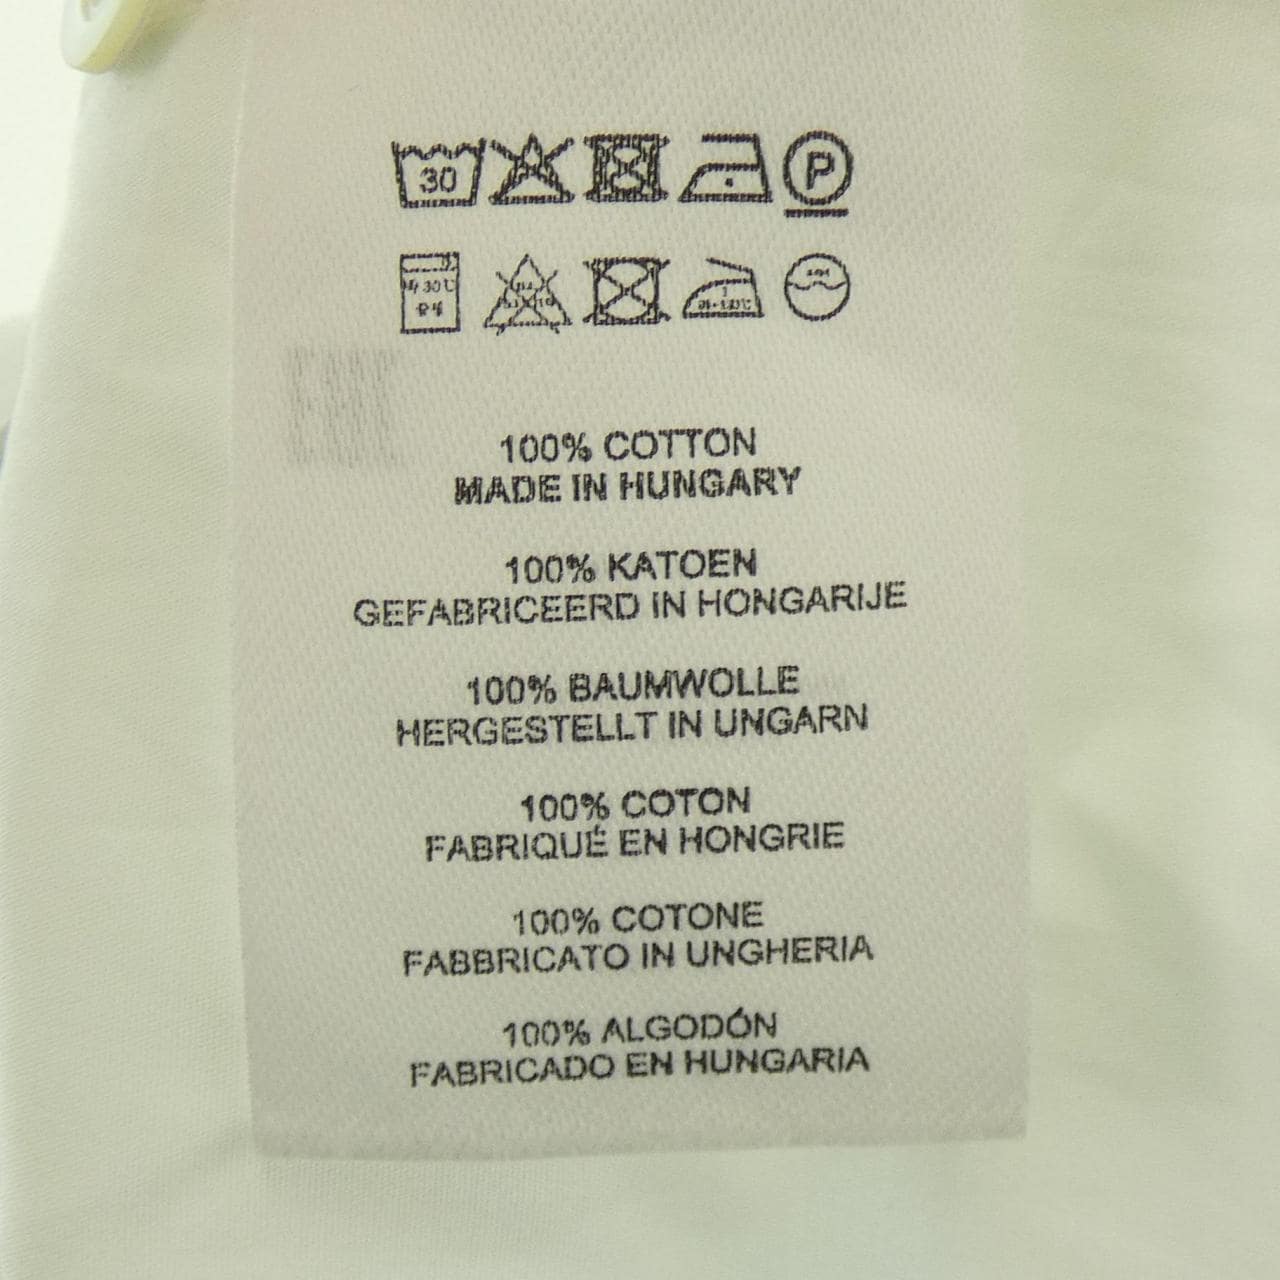 30
P
100% COTTON
MADE IN HUNGARY
100% KATOEN
GEFABRICEERD IN HONGARIJE
100% BAUMWOLLE
HERGESTELLT IN UNGARN
100% COTON
FABRIQUÉ EN HONGRIE
100% COTONE
FABBRICATO IN UNGHERIA
100% ALGODÓN
FABRICADO EN HUNGARIA